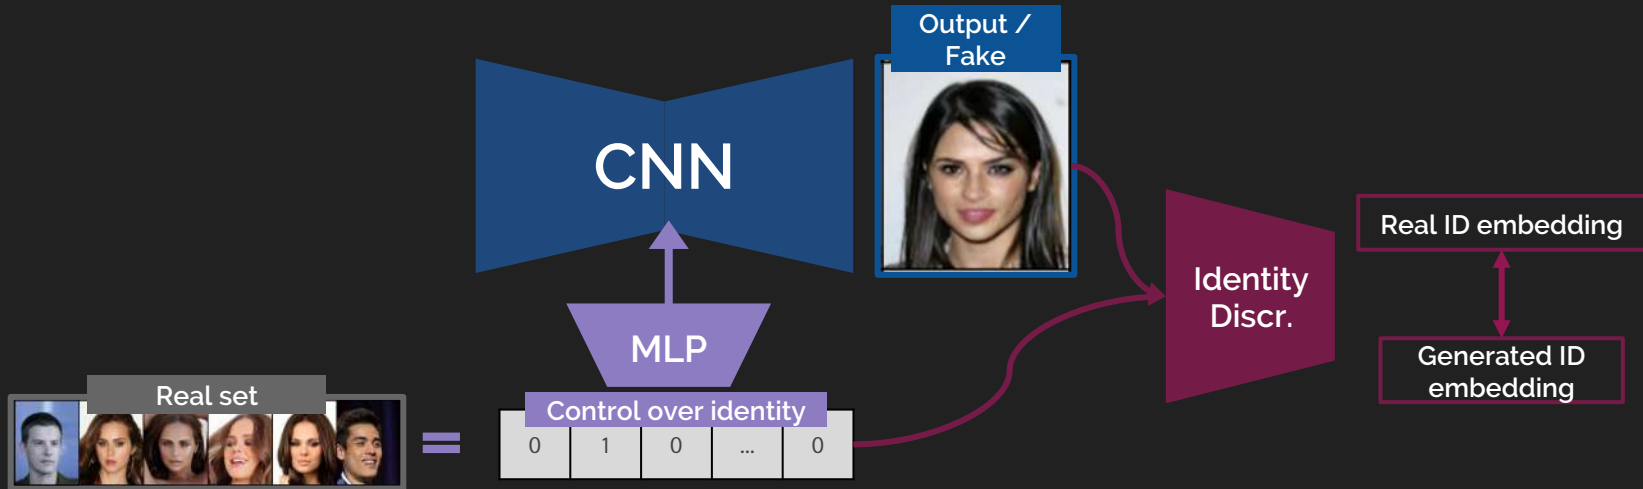 Output /
Fake
CNN
Real ID embedding
Identity
Discr.
MLP
Generated ID
embedding
Real set
Control over identity
=
0 1 0 ... 0